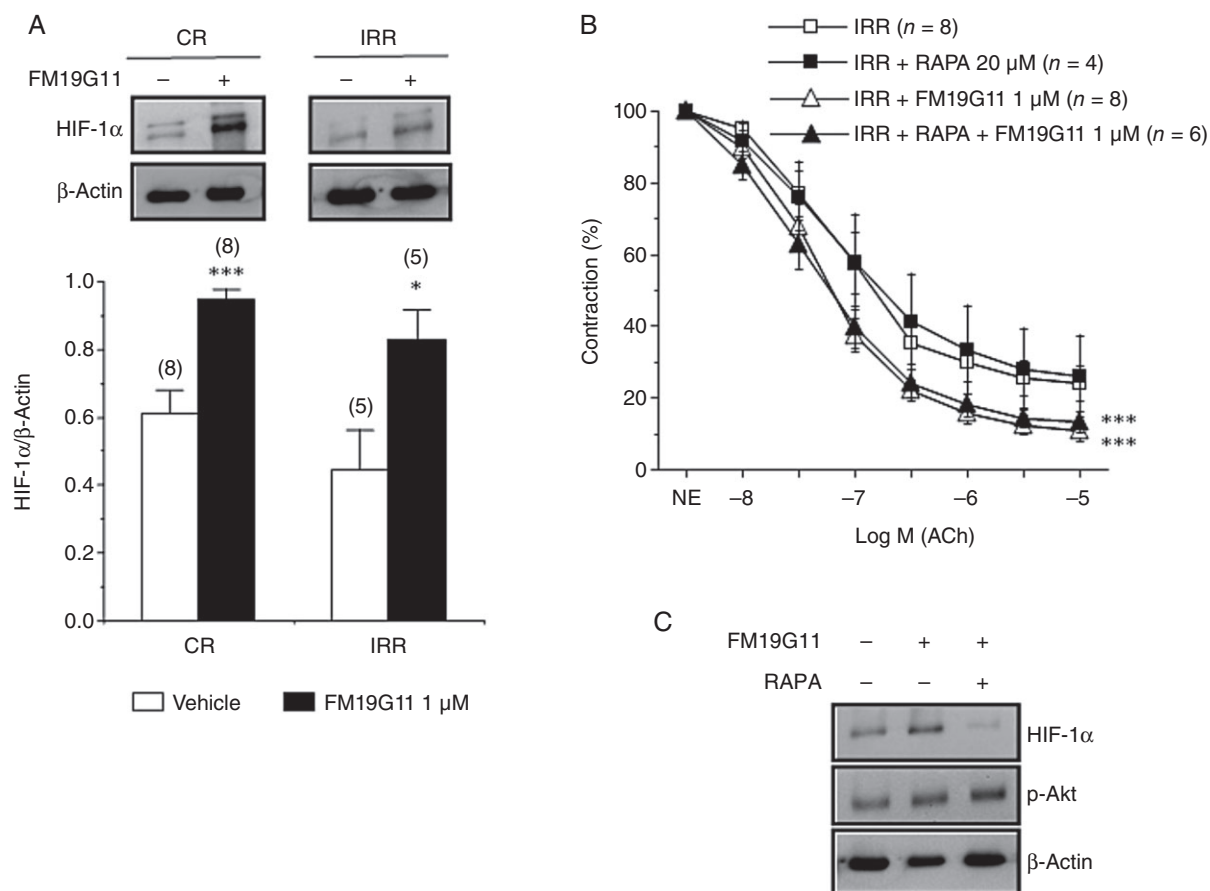 A
CR IRR
FM19G11 – + – +
HIF-1α
β-Actin
(8)
(8)
***
(5)
(5)
*
HIF-1α/β-Actin
1.0
0.8
0.6
0.4
0.2
0.0
CR IRR
Vehicle FM19G11 1 μM
B
IRR (n = 8)
IRR + RAPA 20 μM (n = 4)
IRR + FM19G11 1 μM (n = 8)
IRR + RAPA + FM19G11 1 μM (n = 6)
Contraction (%)
100
80
60
40
20
0
***
***
NE –8 –7 –6 –5
Log M (ACh)
C
FM19G11 – + +
RAPA – – +
HIF-1α
p-Akt
β-Actin